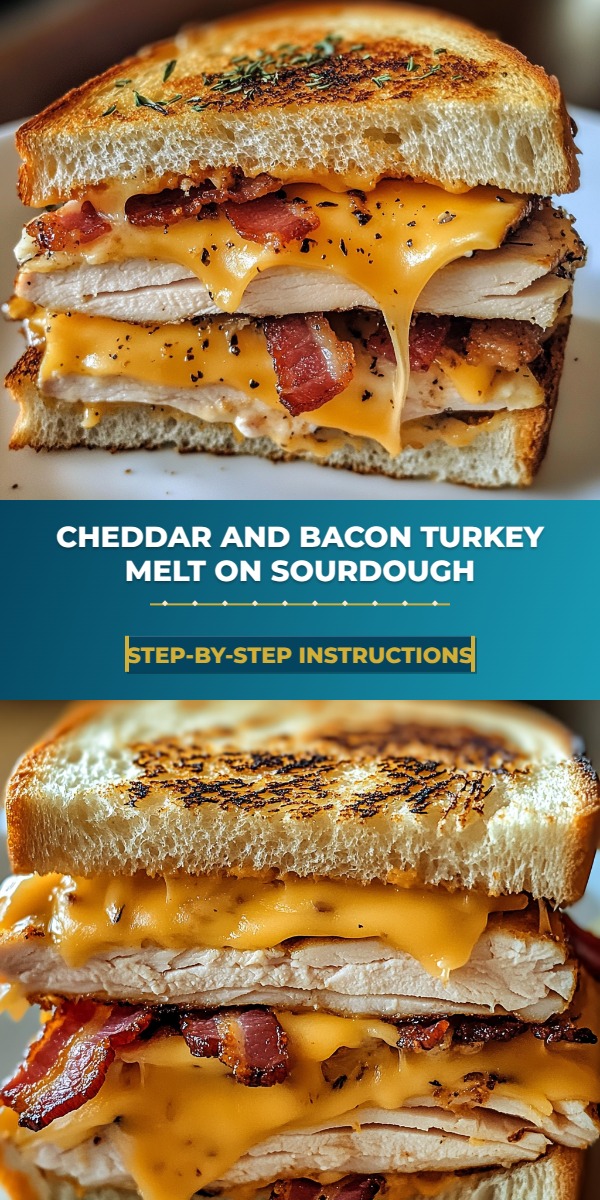 CHEDDAR AND BACON TURKEY
MELT ON SOURDOUGH
STEP-BY-STEP INSTRUCTIONS